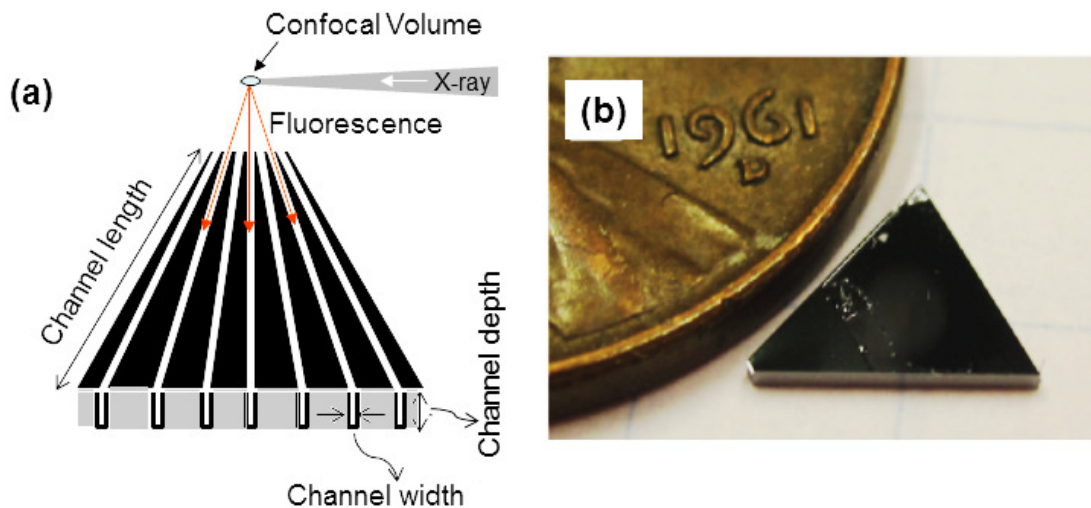 (a)
Confocal Volume
X-ray
Fluorescence
Channel length
Channel depth
Channel width
(b)
1961
D